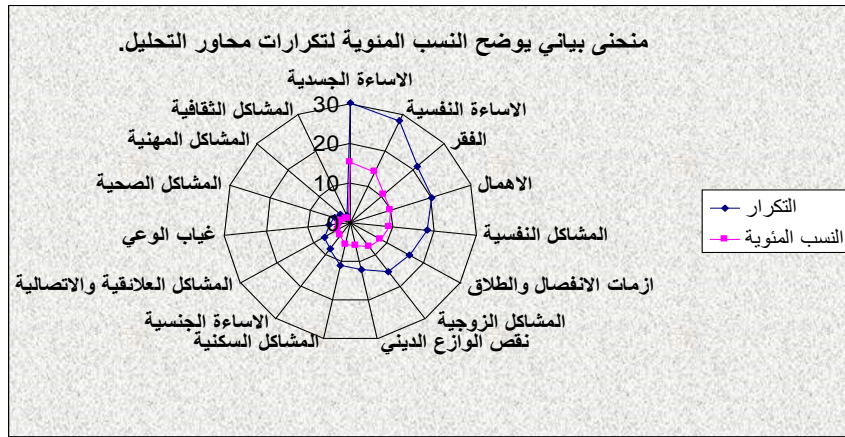 منحنى بياني يوضح النسب المئوية لتكرارات محاور التحليل.
الاساءة الجسدية
الاساءة النفسية
الفقر
الاهمال
المشاكل النفسية
ازمات الانفصال والطلاق
المشاكل الزوجية
نقص الوازع الديني
المشاكل السكنية
الاساءة الجنسية
المشاكل العلائقية والاتصالية
غياب الوعي
المشاكل الصحية
المشاكل المهنية
المشاكل الثقافية
30
20
10
0
التكرار
النسب المئوية